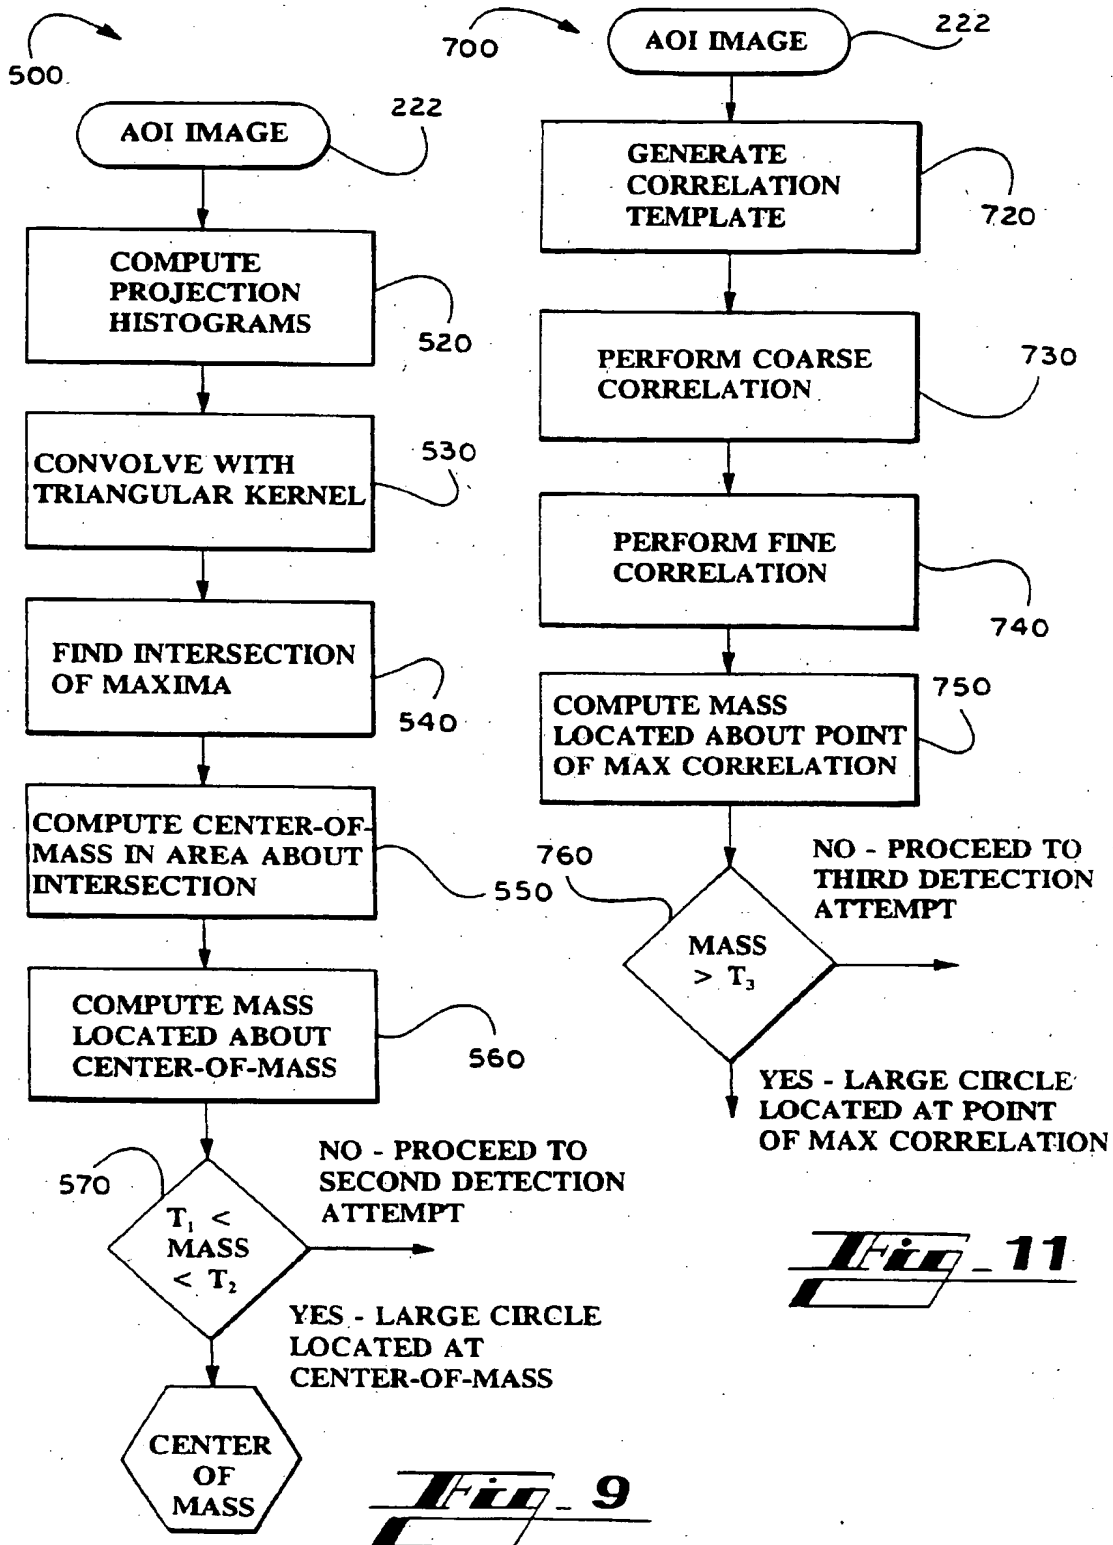 500
AOI IMAGE
222
COMPUTE
PROJECTION
HISTOGRAMS
520
CONVOLVE WITH
TRIANGULAR KERNEL
530
FIND INTERSECTION
OF MAXIMA
540
COMPUTE CENTER-OF-
MASS IN AREA ABOUT
INTERSECTION
550
COMPUTE MASS
LOCATED ABOUT
CENTER-OF-MASS
560
570
T₁ <
MASS
< T₂
NO - PROCEED TO
SECOND DETECTION
ATTEMPT
YES - LARGE CIRCLE
LOCATED AT
CENTER-OF-MASS
CENTER
OF
MASS
Fig_9
700
AOI IMAGE
222
GENERATE
CORRELATION
TEMPLATE
720
PERFORM COARSE
CORRELATION
730
PERFORM FINE
CORRELATION
740
COMPUTE MASS
LOCATED ABOUT POINT
OF MAX CORRELATION
750
760
MASS
> T₃
NO - PROCEED TO
THIRD DETECTION
ATTEMPT
YES - LARGE CIRCLE
LOCATED AT POINT
OF MAX CORRELATION
Fig_11